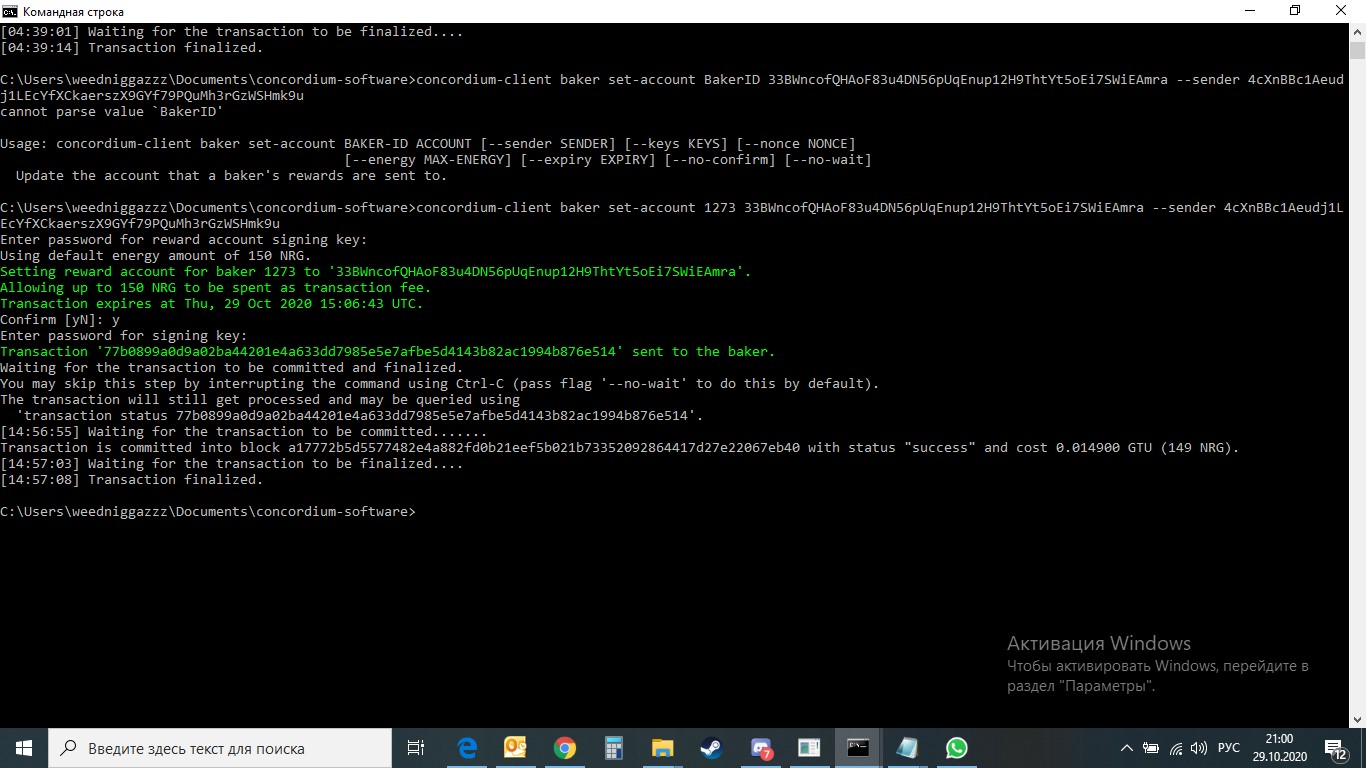 Командная строка
[04:39:01] Waiting for the transaction to be finalized....
[04:39:14] Transaction finalized.
C:\Users\weedniggazzz\Documents\concordium-software>concordium-client baker set-account BakerID 33BWncofQHAoF83u4DN56pUqEnup12H9ThtYt5oEi7SWiEAmra --sender 4cXnBBc1Aeud
j1LEcYfXCkaerszX9GYf79PQuMh3rGzWSHmk9u
cannot parse value `BakerID'
Usage: concordium-client baker set-account BAKER-ID ACCOUNT [--sender SENDER] [--keys KEYS] [--nonce NONCE]
[--energy MAX-ENERGY] [--expiry EXPIRY] [--no-confirm] [--no-wait]
Update the account that a baker's rewards are sent to.
C:\Users\weedniggazzz\Documents\concordium-software>concordium-client baker set-account 1273 33BWncofQHAoF83u4DN56pUqEnup12H9ThtYt5oEi7SWiEAmra --sender 4cXnBBc1Aeudj1L
EcYfXCkaerszX9GYf79PQuMh3rGzWSHmk9u
Enter password for reward account signing key:
Using default energy amount of 150 NRG.
Setting reward account for baker 1273 to '33BWncofQHAoF83u4DN56pUqEnup12H9ThtYt5oEi7SWiEAmra'.
Allowing up to 150 NRG to be spent as transaction fee.
Transaction expires at Thu, 29 Oct 2020 15:06:43 UTC.
Confirm [yN]: y
Enter password for signing key:
Transaction '77b0899a0d9a02ba44201e4a633dd7985e5e7afbe5d4143b82ac1994b876e514' sent to the baker.
Waiting for the transaction to be committed and finalized.
You may skip this step by interrupting the command using Ctrl-C (pass flag '--no-wait' to do this by default).
The transaction will still get processed and may be queried using
'transaction status 77b0899a0d9a02ba44201e4a633dd7985e5e7afbe5d4143b82ac1994b876e514'.
[14:56:55] Waiting for the transaction to be committed.......
Transaction is committed into block a17772b5d5577482e4a882fd0b21eef5b021b73352092864417d27e22067eb40 with status "success" and cost 0.014900 GTU (149 NRG).
[14:57:03] Waiting for the transaction to be finalized....
[14:57:08] Transaction finalized.
C:\Users\weedniggazzz\Documents\concordium-software>
Активация Windows
Чтобы активировать Windows, перейдите в
раздел "Параметры".
Введите здесь текст для поиска
7
РУС
21:00
29.10.2020
12